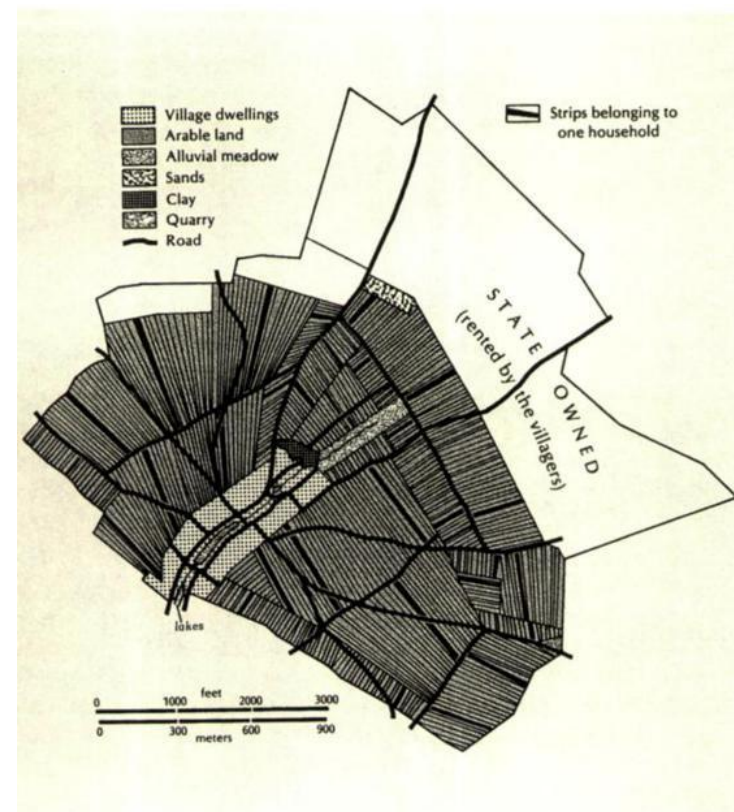 Village dwellings
Arable land
Alluvial meadow
Sands
Clay
Quarry
Road
Strips belonging to
one household
STATE OWNED
(rented by the villagers)
lakes
feet
0 1000 2000 3000
0 300 600 900
meters